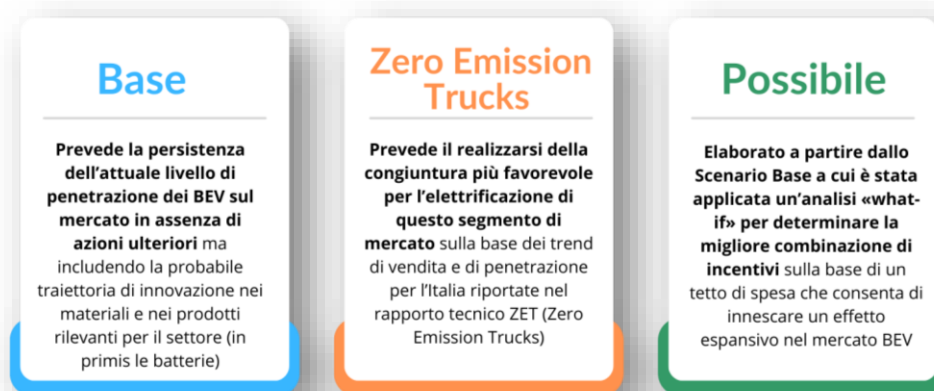 Base
Prevede la persistenza
dell’attuale livello di
penetrazione dei BEV sul
mercato in assenza di
azioni ulteriori ma
includendo la probabile
traiettoria di innovazione nei
materiali e nei prodotti
rilevanti per il settore (in
primis le batterie)
Zero Emission
Trucks
Prevede il realizzarsi della
congiuntura più favorevole
per l’elettrificazione di
questo segmento di
mercato sulla base dei trend
di vendita e di penetrazione
per l’Italia riportate nel
rapporto tecnico ZET (Zero
Emission Trucks)
Possibile
Elaborato a partire dallo
Scenario Base a cui è stata
applicata un’analisi «what-
if» per determinare la
migliore combinazione di
incentivi sulla base di un
tetto di spesa che consenta di
innescare un effetto
espansivo nel mercato BEV